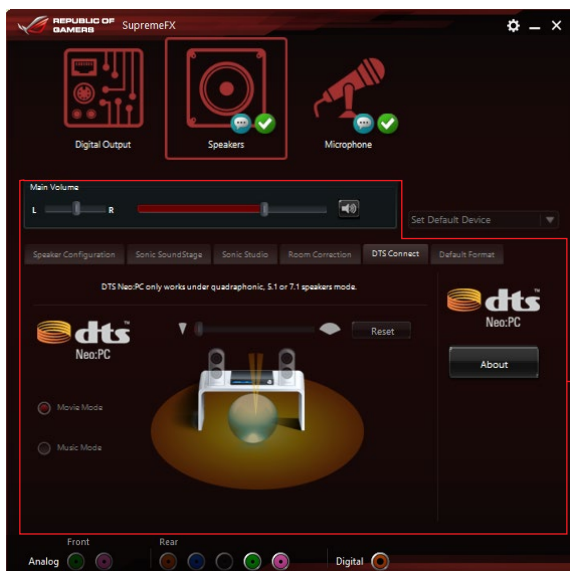 REPUBLIC OF
GAMERS
SupremeFX
Digital Output
Speakers
Microphone
Main Volume
L
R
Set Default Device
Speaker Configuration
Sonic SoundStage
Sonic Studio
Room Correction
DTS Connect
Default Format
DTS Neo:PC only works under quadraphonic, 5.1 or 7.1 speakers mode.
dts
Neo:PC
Reset
dts
Neo:PC
About
Movie Mode
Music Mode
Front
Rear
Analog
Digital